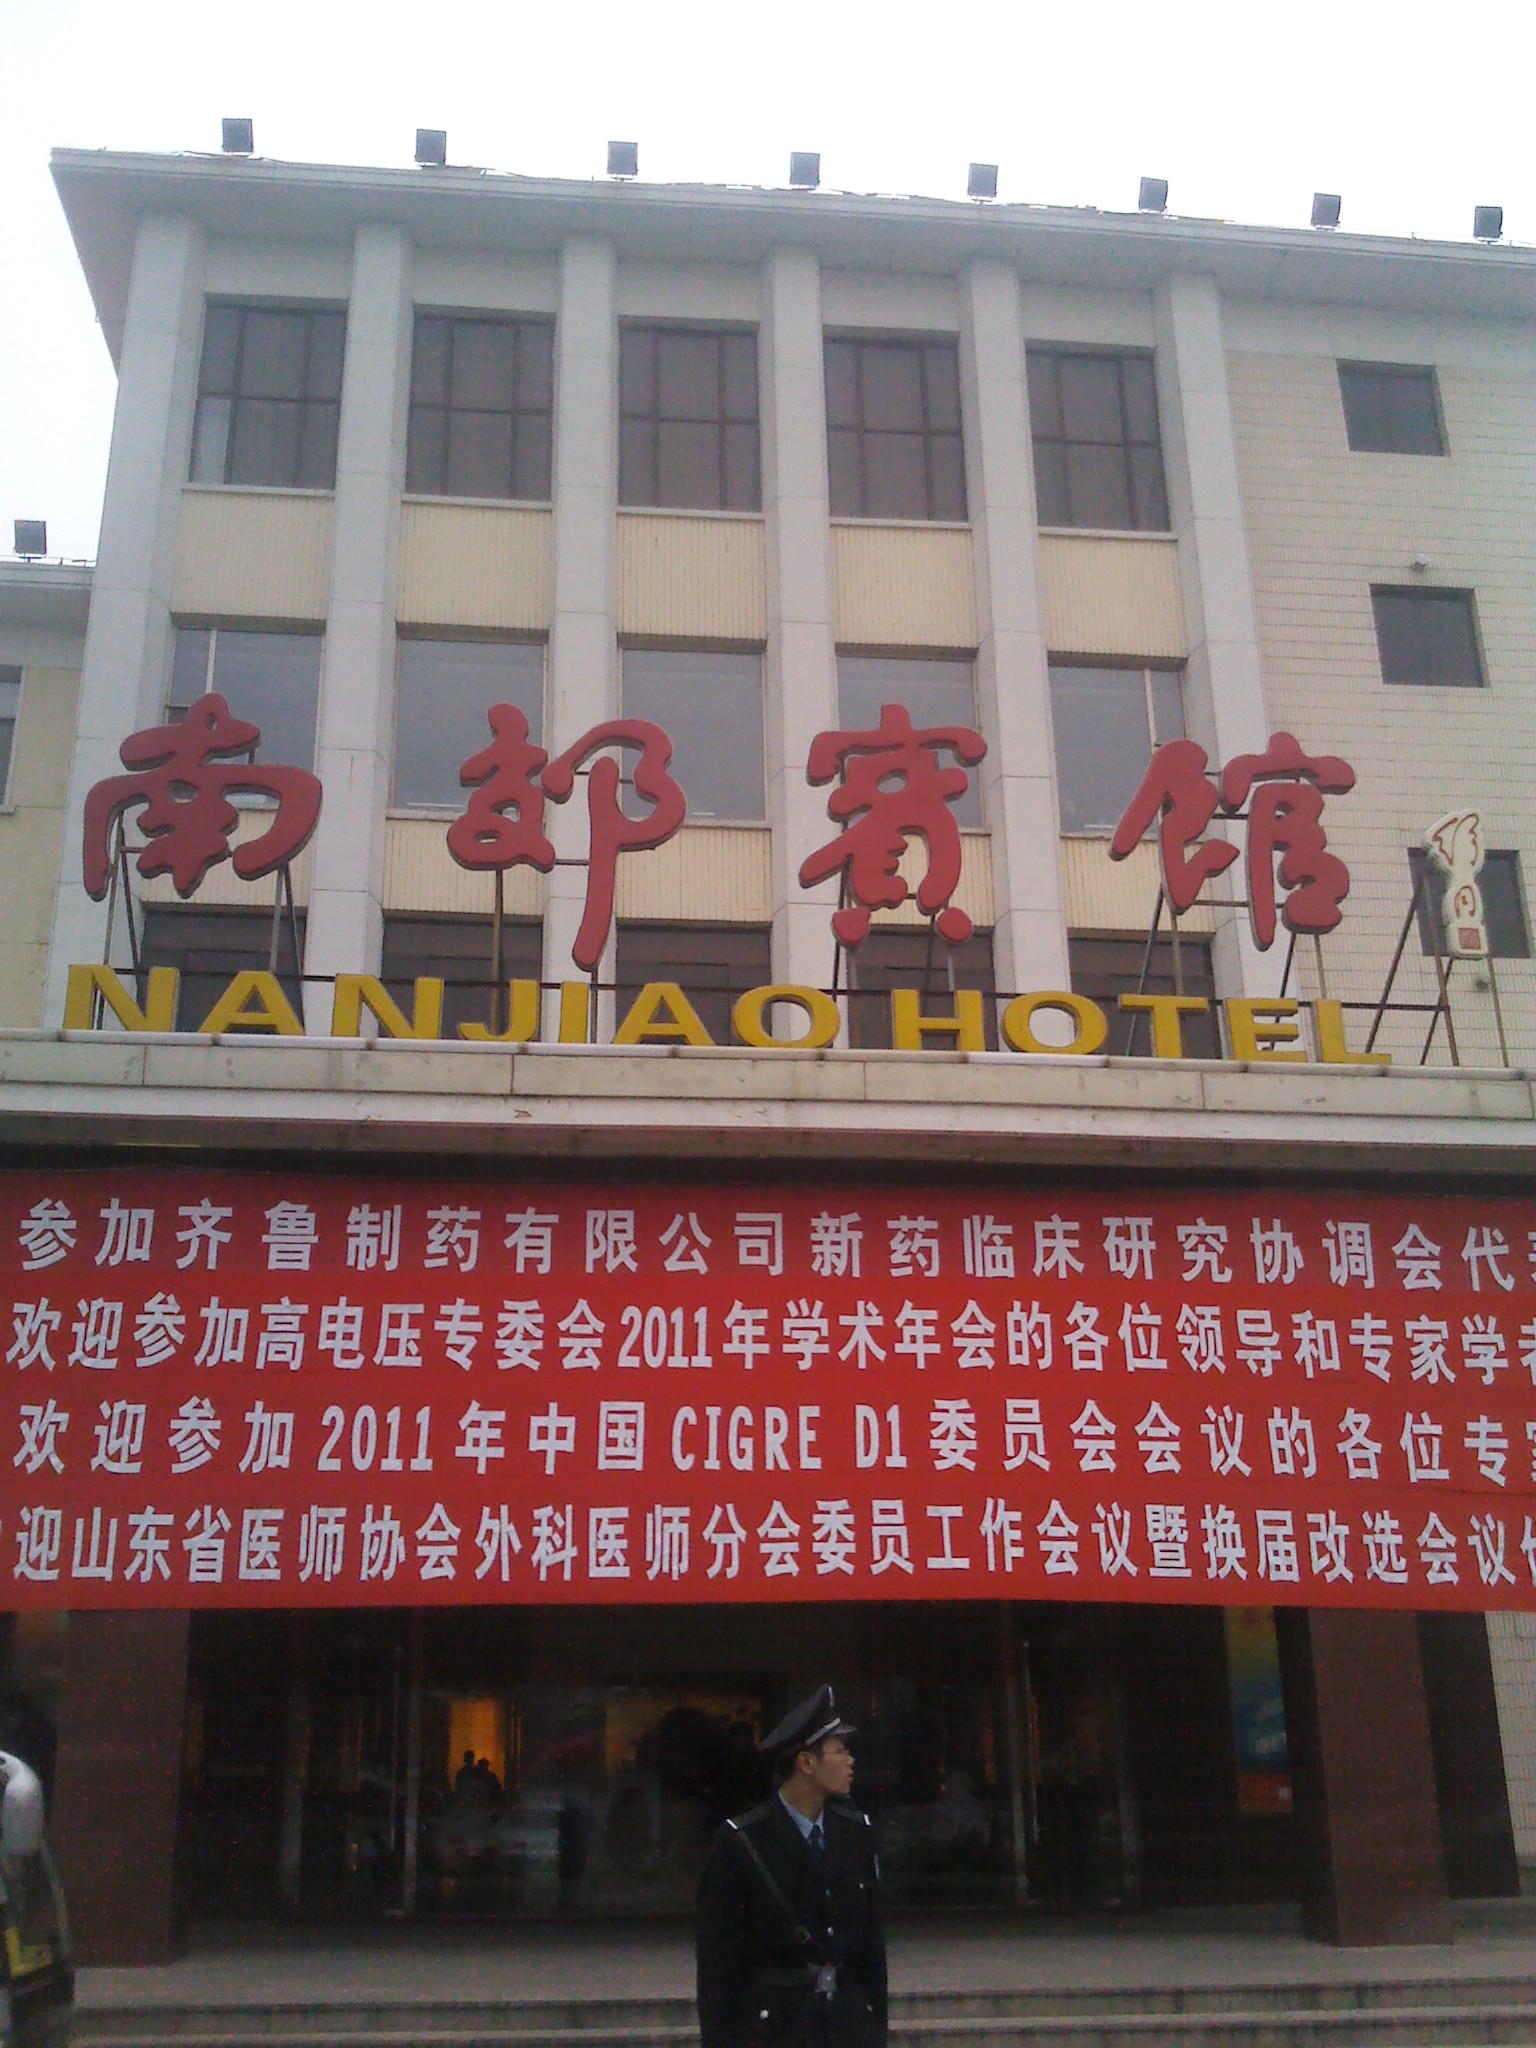 南郊賓館
NANJIAO HOTEL
参加齐鲁制药有限公司新药临床研究协调会代
欢迎参加高电压专委会2011年学术年会的各位领导和专家学者
欢迎参加2011年中国CIGRE D1委员会会议的各位专家
迎山东省医师协会外科医师分会委员工作会议暨换届改选会议